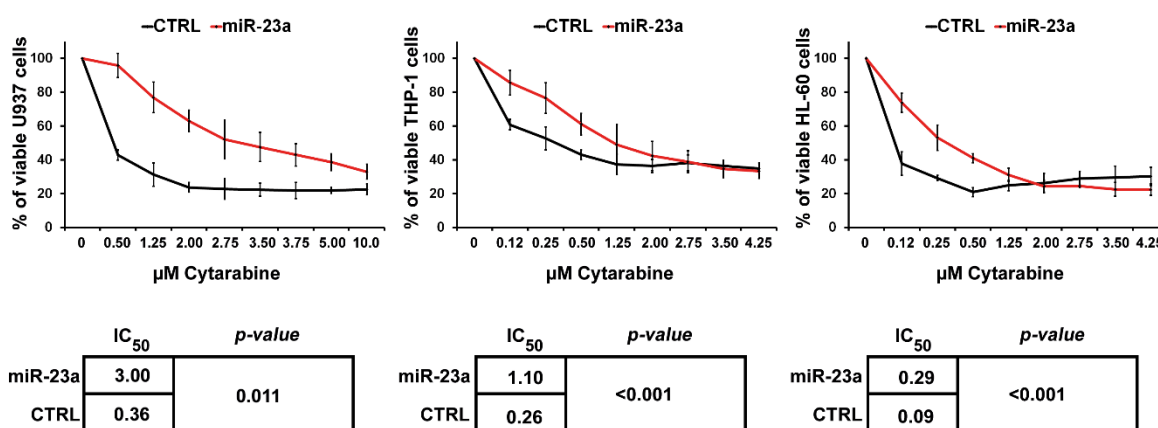 CTRL miR-23a
% of viable U937 cells
100
80
60
40
20
0
0 0.50 1.25 2.00 2.75 3.50 3.75 5.00 10.0
µM Cytarabine
CTRL miR-23a
% of viable THP-1 cells
100
80
60
40
20
0
0 0.12 0.25 0.50 1.25 2.00 2.75 3.50 4.25
µM Cytarabine
CTRL miR-23a
% of viable HL-60 cells
100
80
60
40
20
0
0 0.12 0.25 0.50 1.25 2.00 2.75 3.50 4.25
µM Cytarabine
IC50 p-value
miR-23a 3.00 0.011
CTRL 0.36
IC50 p-value
miR-23a 1.10 <0.001
CTRL 0.26
IC50 p-value
miR-23a 0.29 <0.001
CTRL 0.09